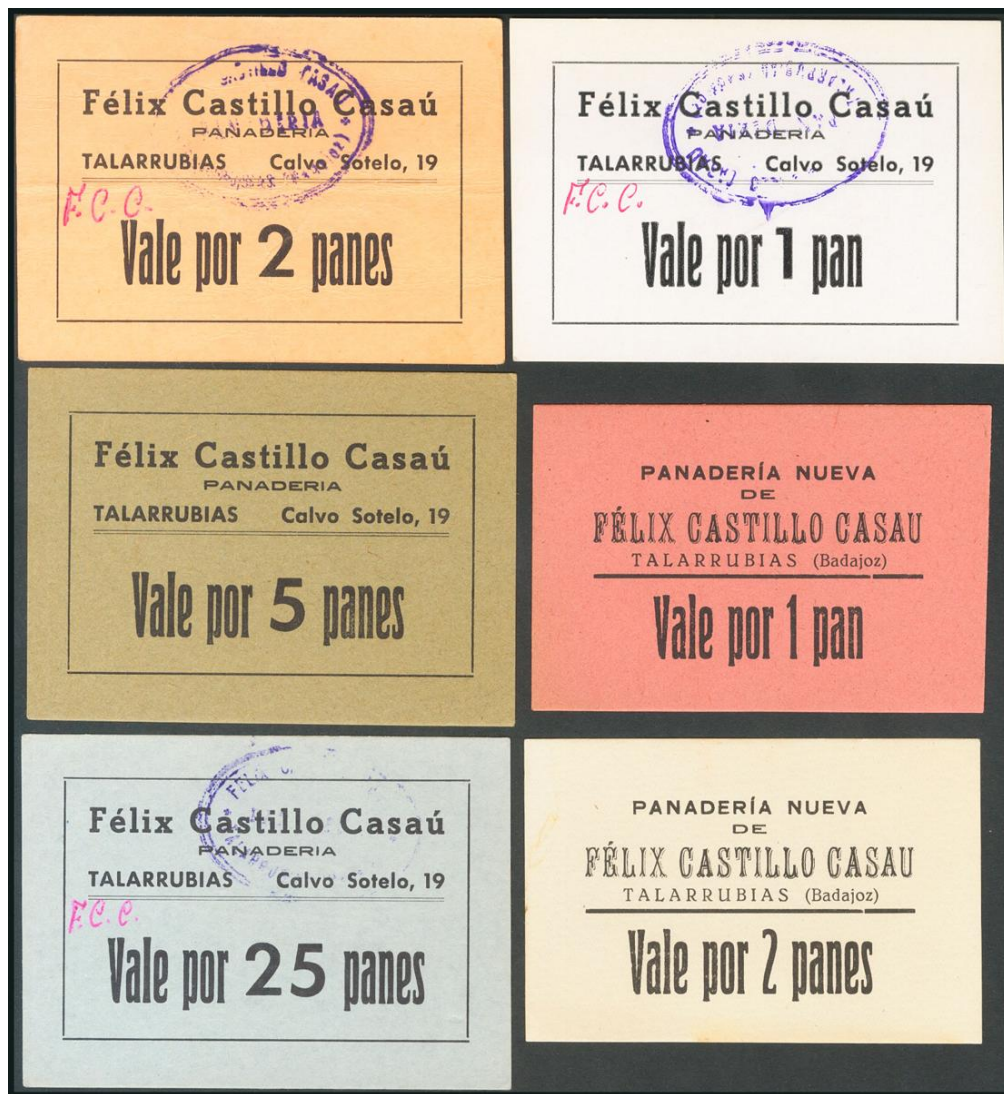 Félix Castillo Casaú
PANADERIA
TALARRUBIAS Calvo Sotelo, 19
F.C.C.
Vale por 2 panes
CASTILLO CASAU
Félix Castillo Casaú
PANADERIA
TALARRUBIAS Calvo Sotelo, 19
F.C.C.
Vale por 1 pan
Félix Castillo Casaú
PANADERIA
TALARRUBIAS Calvo Sotelo, 19
Vale por 5 panes
PANADERÍA NUEVA
DE
FÉLIX CASTILLO CASAU
TALARRUBIAS (Badajoz)
Vale por 1 pan
Félix Castillo Casaú
PANADERIA
TALARRUBIAS Calvo Sotelo, 19
F.C.C.
Vale por 25 panes
FELIX
PANADERÍA NUEVA
DE
FÉLIX CASTILLO CASAU
TALARRUBIAS (Badajoz)
Vale por 2 panes